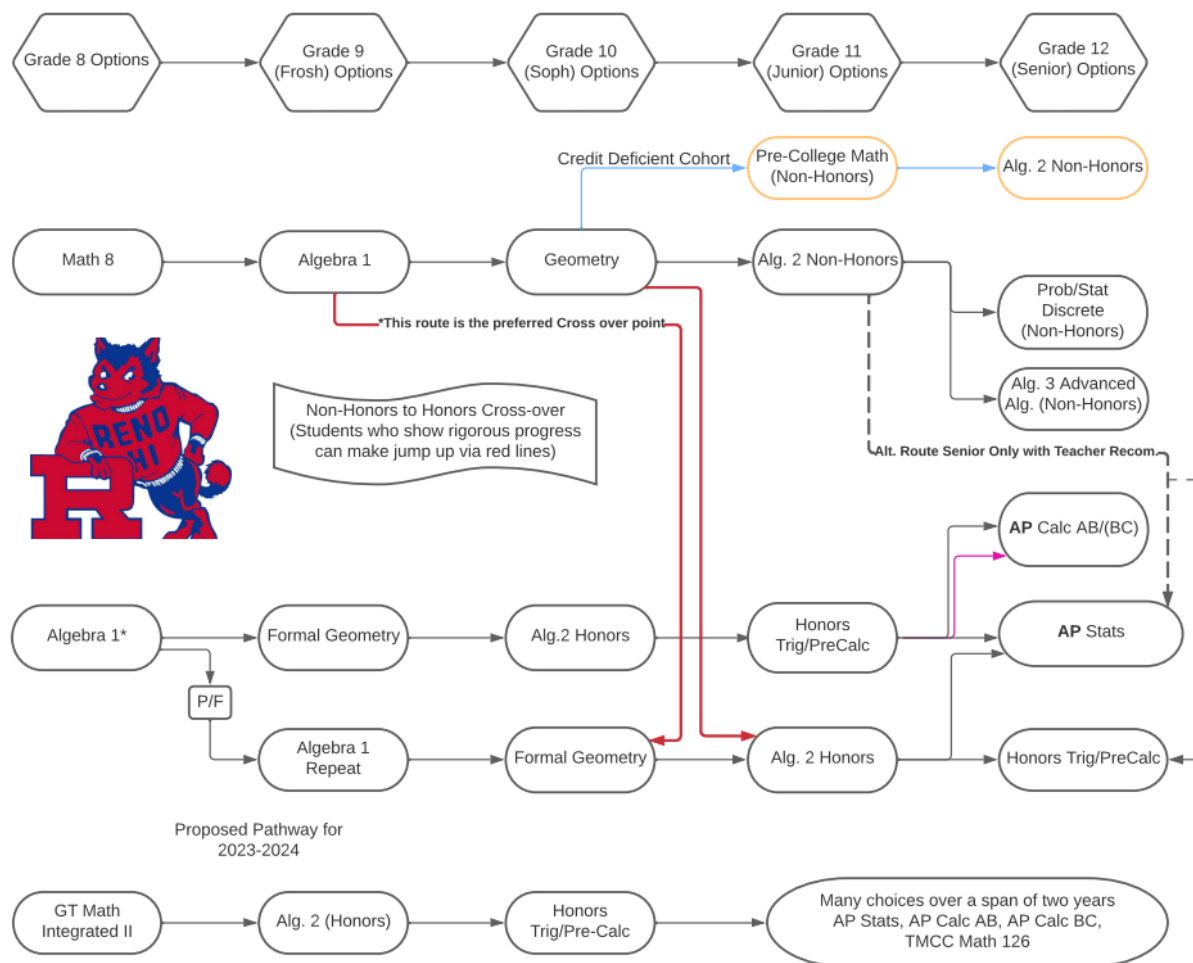 Grade 8 Options
Grade 9
(Frosh) Options
Grade 10
(Soph) Options
Grade 11
(Junior) Options
Grade 12
(Senior) Options
Credit Deficient Cohort
Pre-College Math
(Non-Honors)
Alg. 2 Non-Honors
Math 8
Algebra 1
Geometry
Alg. 2 Non-Honors
Prob/Stat
Discrete
(Non-Honors)
*This route is the preferred Cross over point
Alg. 3 Advanced
Alg. (Non-Honors)
RENO
HI
R
Non-Honors to Honors Cross-over
(Students who show rigorous progress
can make jump up via red lines)
Alt. Route Senior Only with Teacher Recom.
AP Calc AB/(BC)
Algebra 1*
Formal Geometry
Alg.2 Honors
Honors
Trig/PreCalc
AP Stats
P/F
Algebra 1
Repeat
Formal Geometry
Alg. 2 Honors
Honors Trig/PreCalc
Proposed Pathway for
2023-2024
GT Math
Integrated II
Alg. 2 (Honors)
Honors
Trig/Pre-Calc
Many choices over a span of two years
AP Stats, AP Calc AB, AP Calc BC,
TMCC Math 126